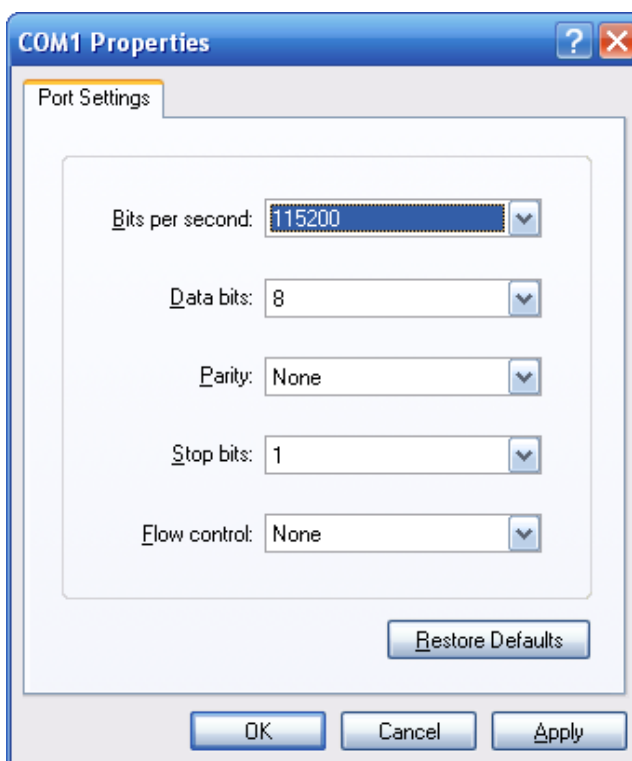 COM1 Properties
Port Settings
Bits per second: 115200
Data bits: 8
Parity: None
Stop bits: 1
Flow control: None
Restore Defaults
OK Cancel Apply